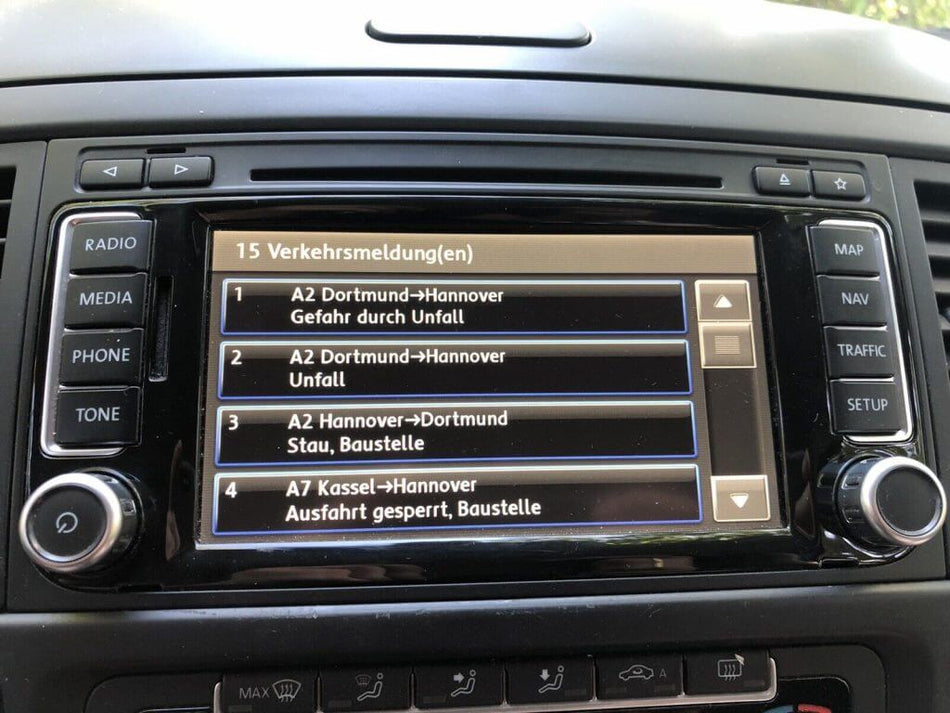 RADIO
MEDIA
PHONE
TONE
15 Verkehrsmeldung(en)
1 A2 Dortmund→Hannover
Gefahr durch Unfall
2 A2 Dortmund→Hannover
Unfall
3 A2 Hannover→Dortmund
Stau, Baustelle
4 A7 Kassel→Hannover
Ausfahrt gesperrt, Baustelle
MAP
NAV
TRAFFIC
SETUP
MAX
A